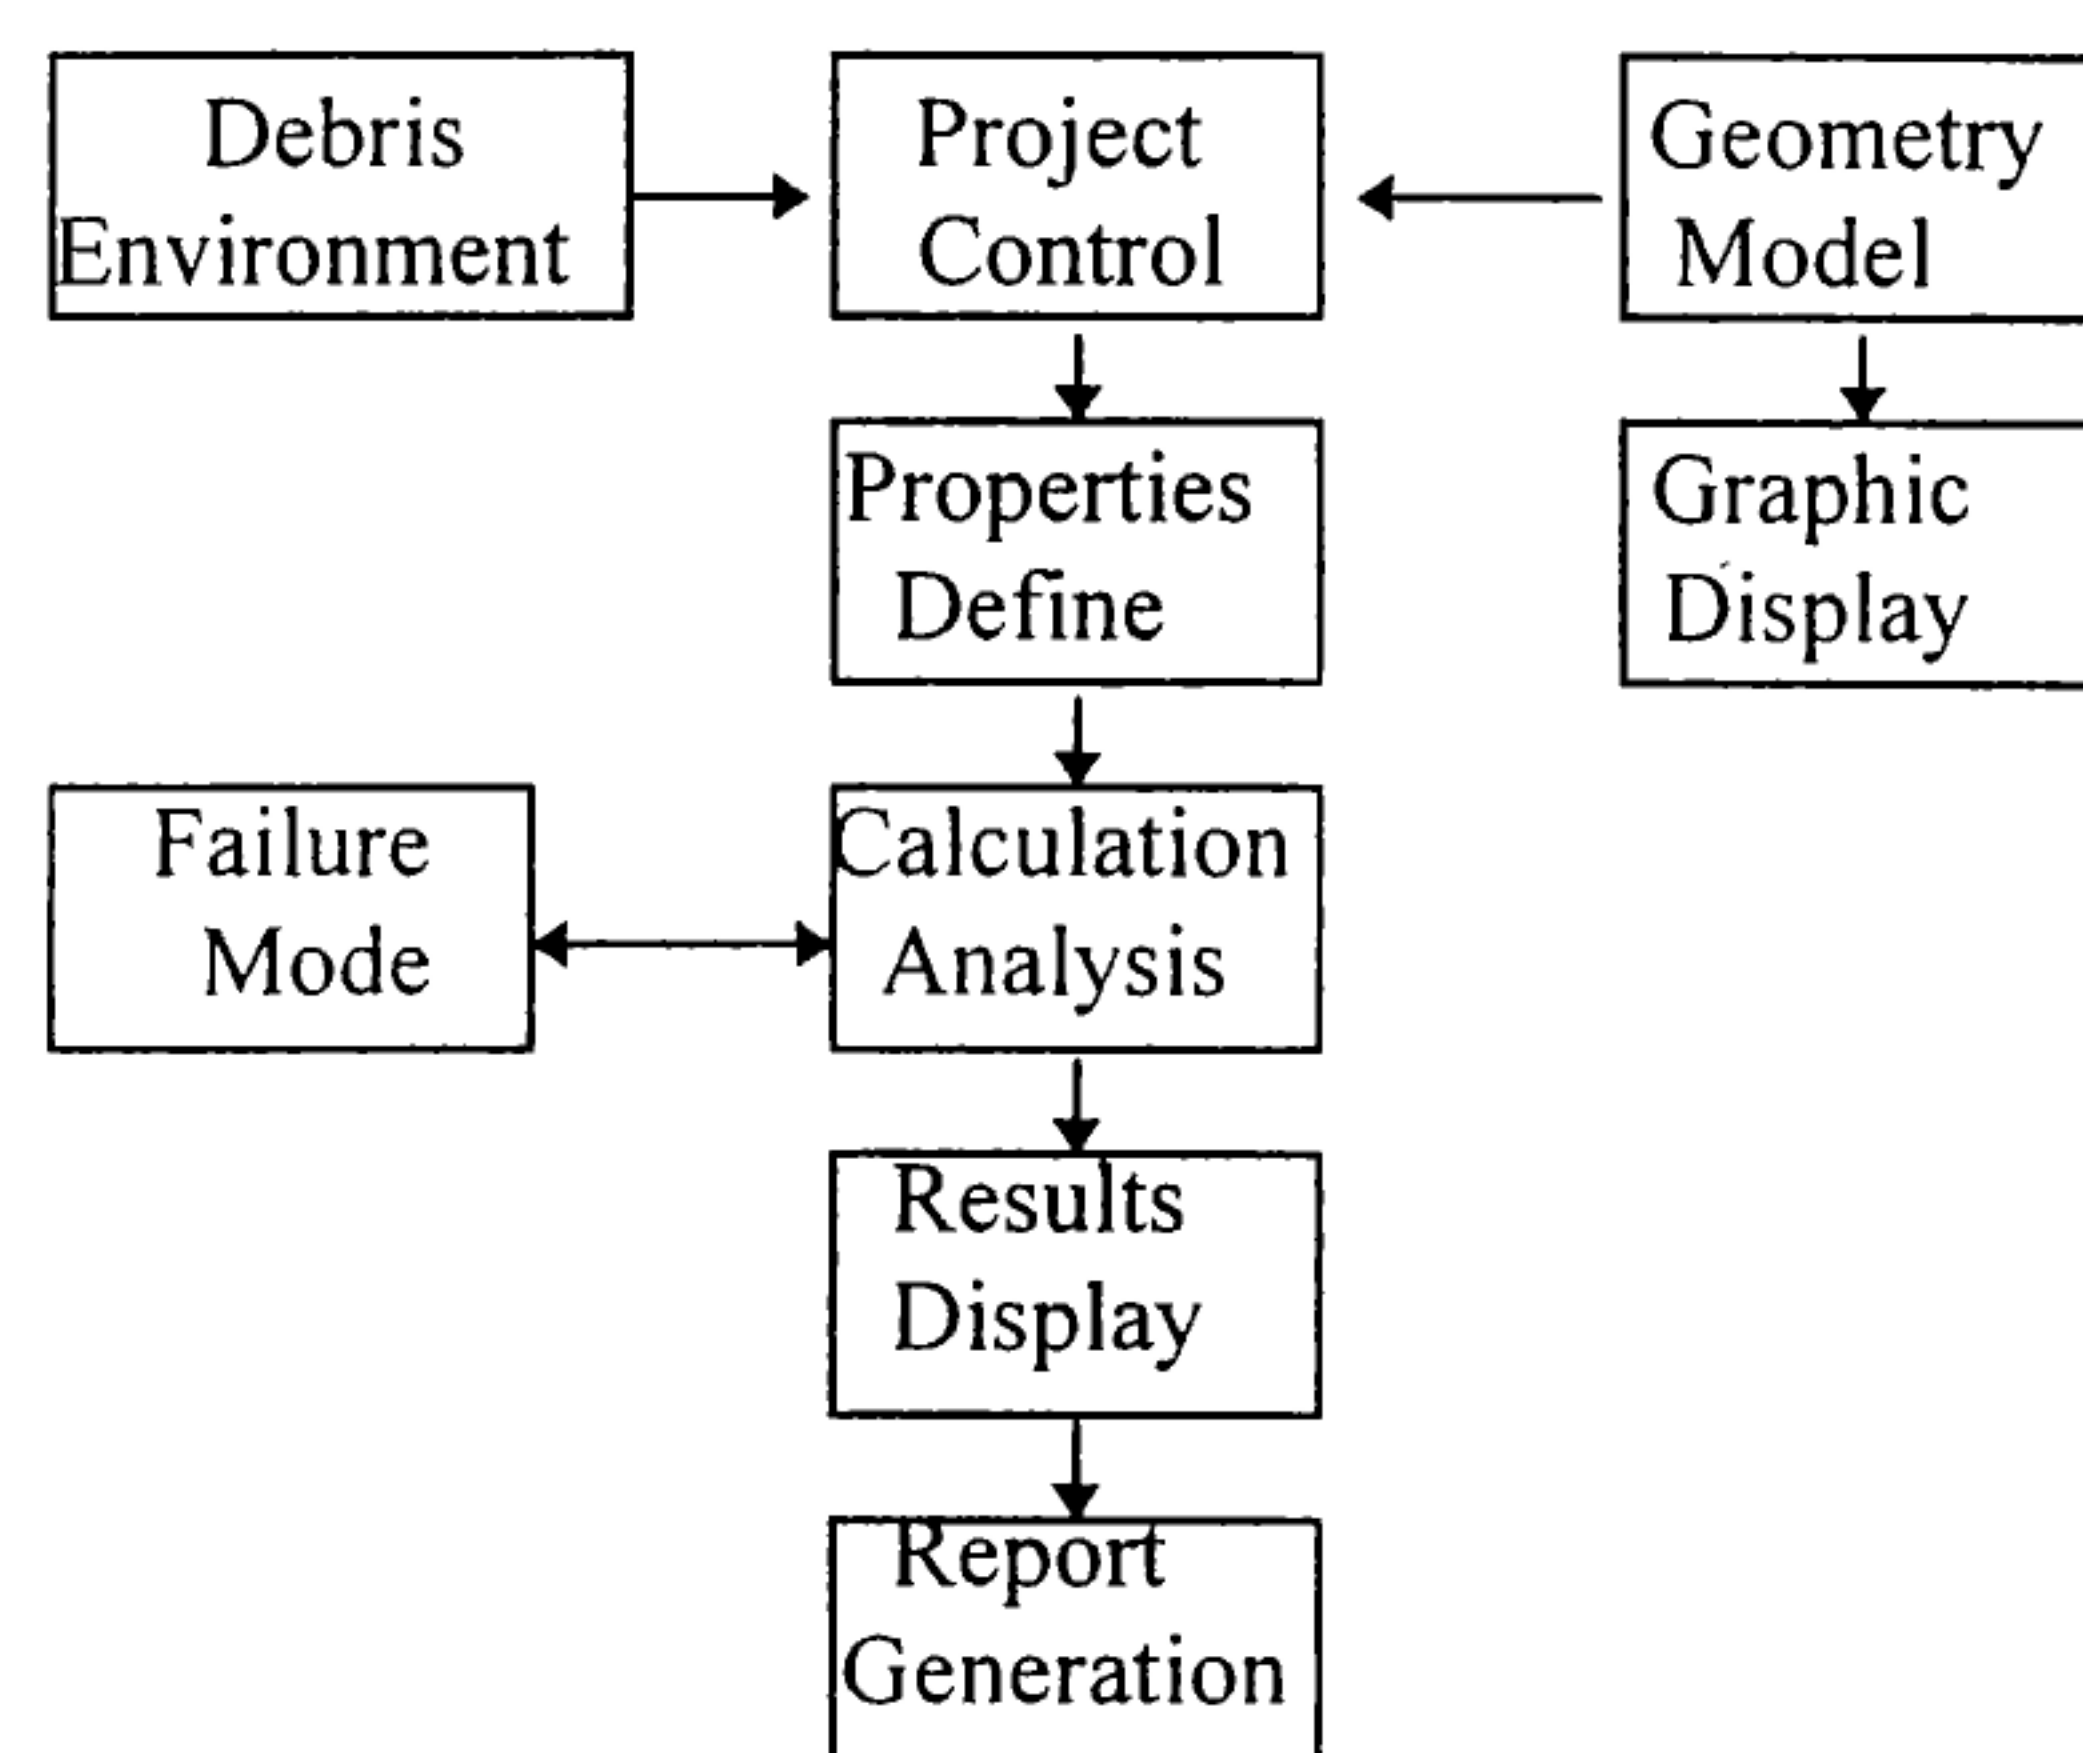 Debris
Environment
Project
Control
Geometry
Model
Properties
Define
Graphic
Display
Failure
Mode
Calculation
Analysis
Results
Display
Report
Generation